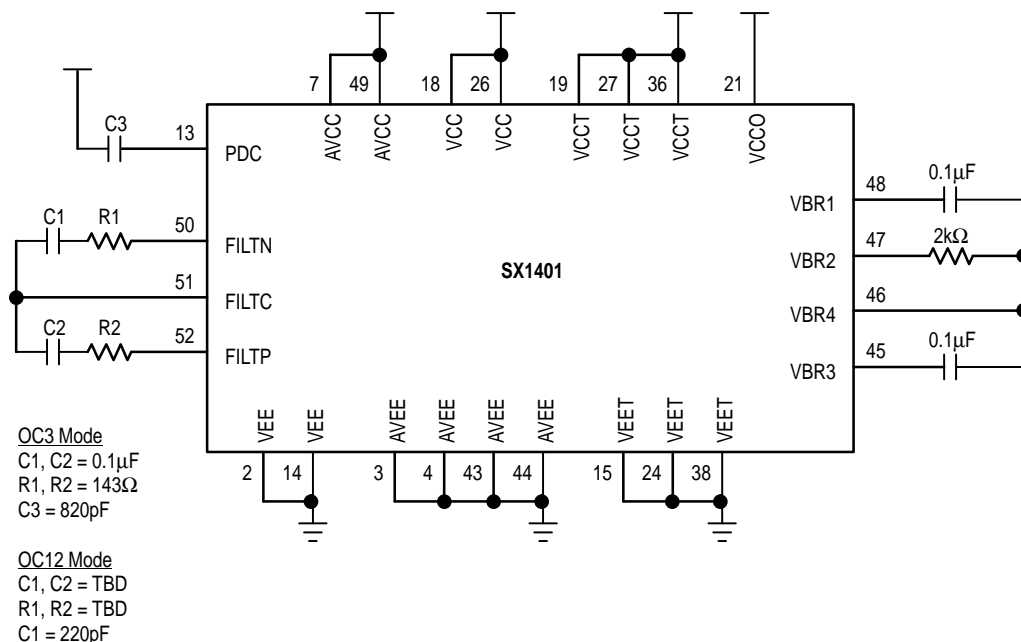 7 49 18 26 19 27 36 21
AVCC AVCC VCC VCC VCCT VCCT VCCT VCCO
C3 13 PDC
C1 R1 50 FILTN
51 FILTC
C2 R2 52 FILTP
SX1401
VBR1 48 0.1µF
VBR2 47 2kΩ
VBR4 46
VBR3 45 0.1µF
VEE VEE AVEE AVEE AVEE AVEE VEET VEET VEET
2 14 3 4 43 44 15 24 38
OC3 Mode
C1, C2 = 0.1µF
R1, R2 = 143Ω
C3 = 820pF
OC12 Mode
C1, C2 = TBD
R1, R2 = TBD
C1 = 220pF